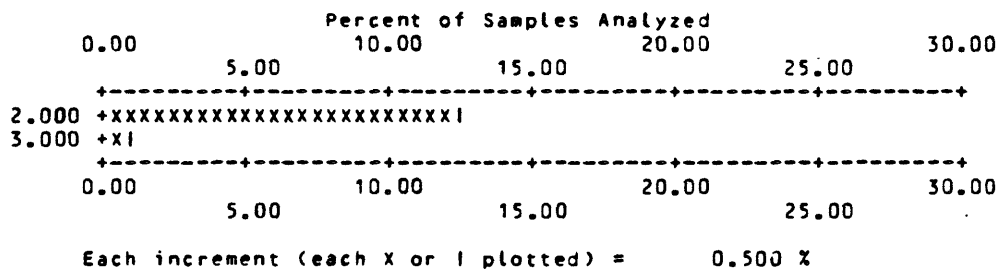 Percent of Samples Analyzed
0.00 10.00 20.00 30.00
5.00 15.00 25.00
+---------+---------+---------+---------+---------+---------+
2.000 +XXXXXXXXXXXXXXXXXXXXXXXX|
3.000 +X|
+---------+---------+---------+---------+---------+---------+
0.00 10.00 20.00 30.00
5.00 15.00 25.00
Each increment (each X or | plotted) = 0.500 %